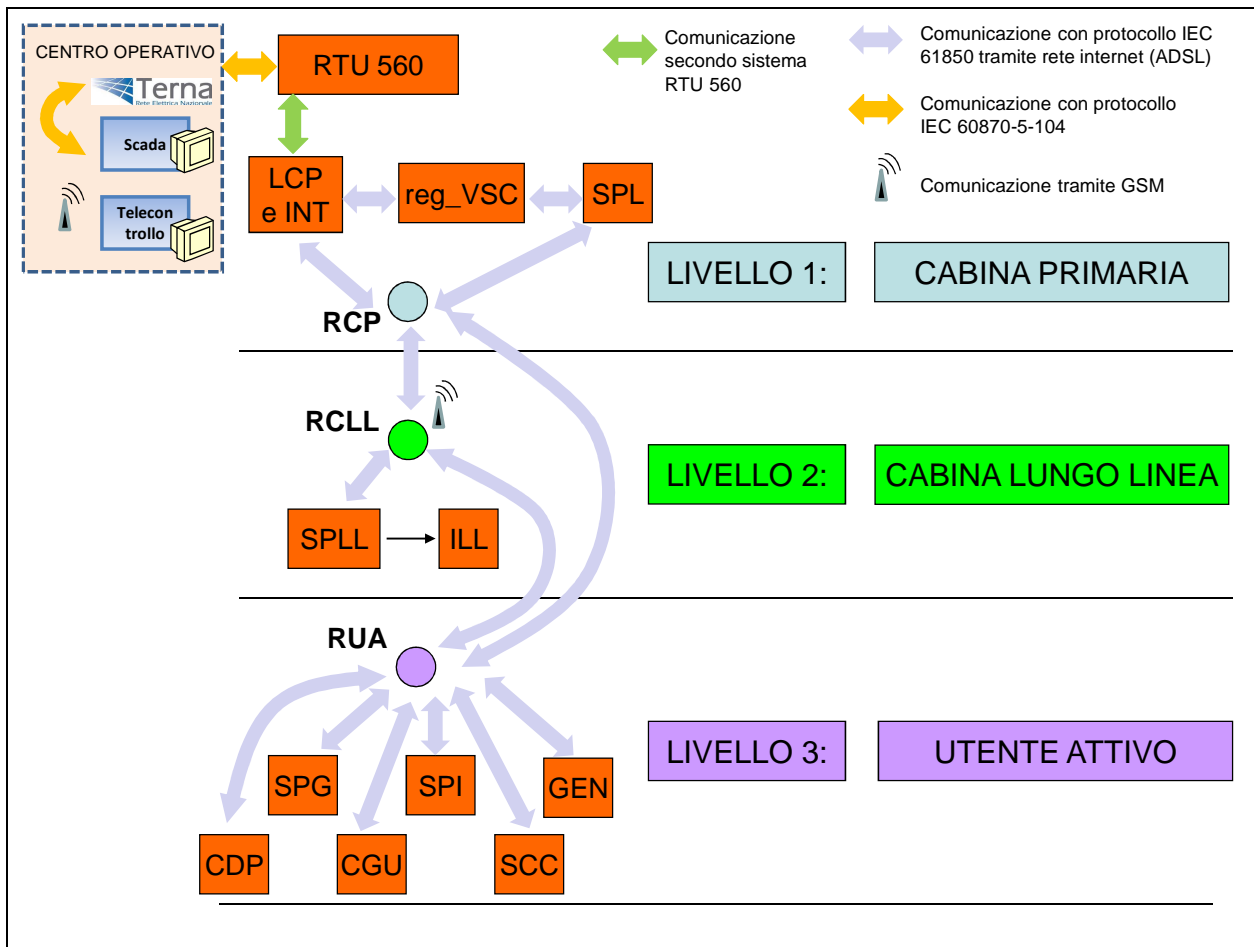 CENTRO OPERATIVO
Terna
Rete Elettrica Nazionale
Scada
Telecon
trollo
RTU 560
Comunicazione
secondo sistema
RTU 560
Comunicazione con protocollo IEC
61850 tramite rete internet (ADSL)
Comunicazione con protocollo
IEC 60870-5-104
Comunicazione tramite GSM
LCP
e INT
reg_VSC
SPL
LIVELLO 1:
CABINA PRIMARIA
RCP
RCLL
LIVELLO 2:
CABINA LUNGO LINEA
SPLL
ILL
RUA
LIVELLO 3:
UTENTE ATTIVO
SPG
SPI
GEN
CDP
CGU
SCC